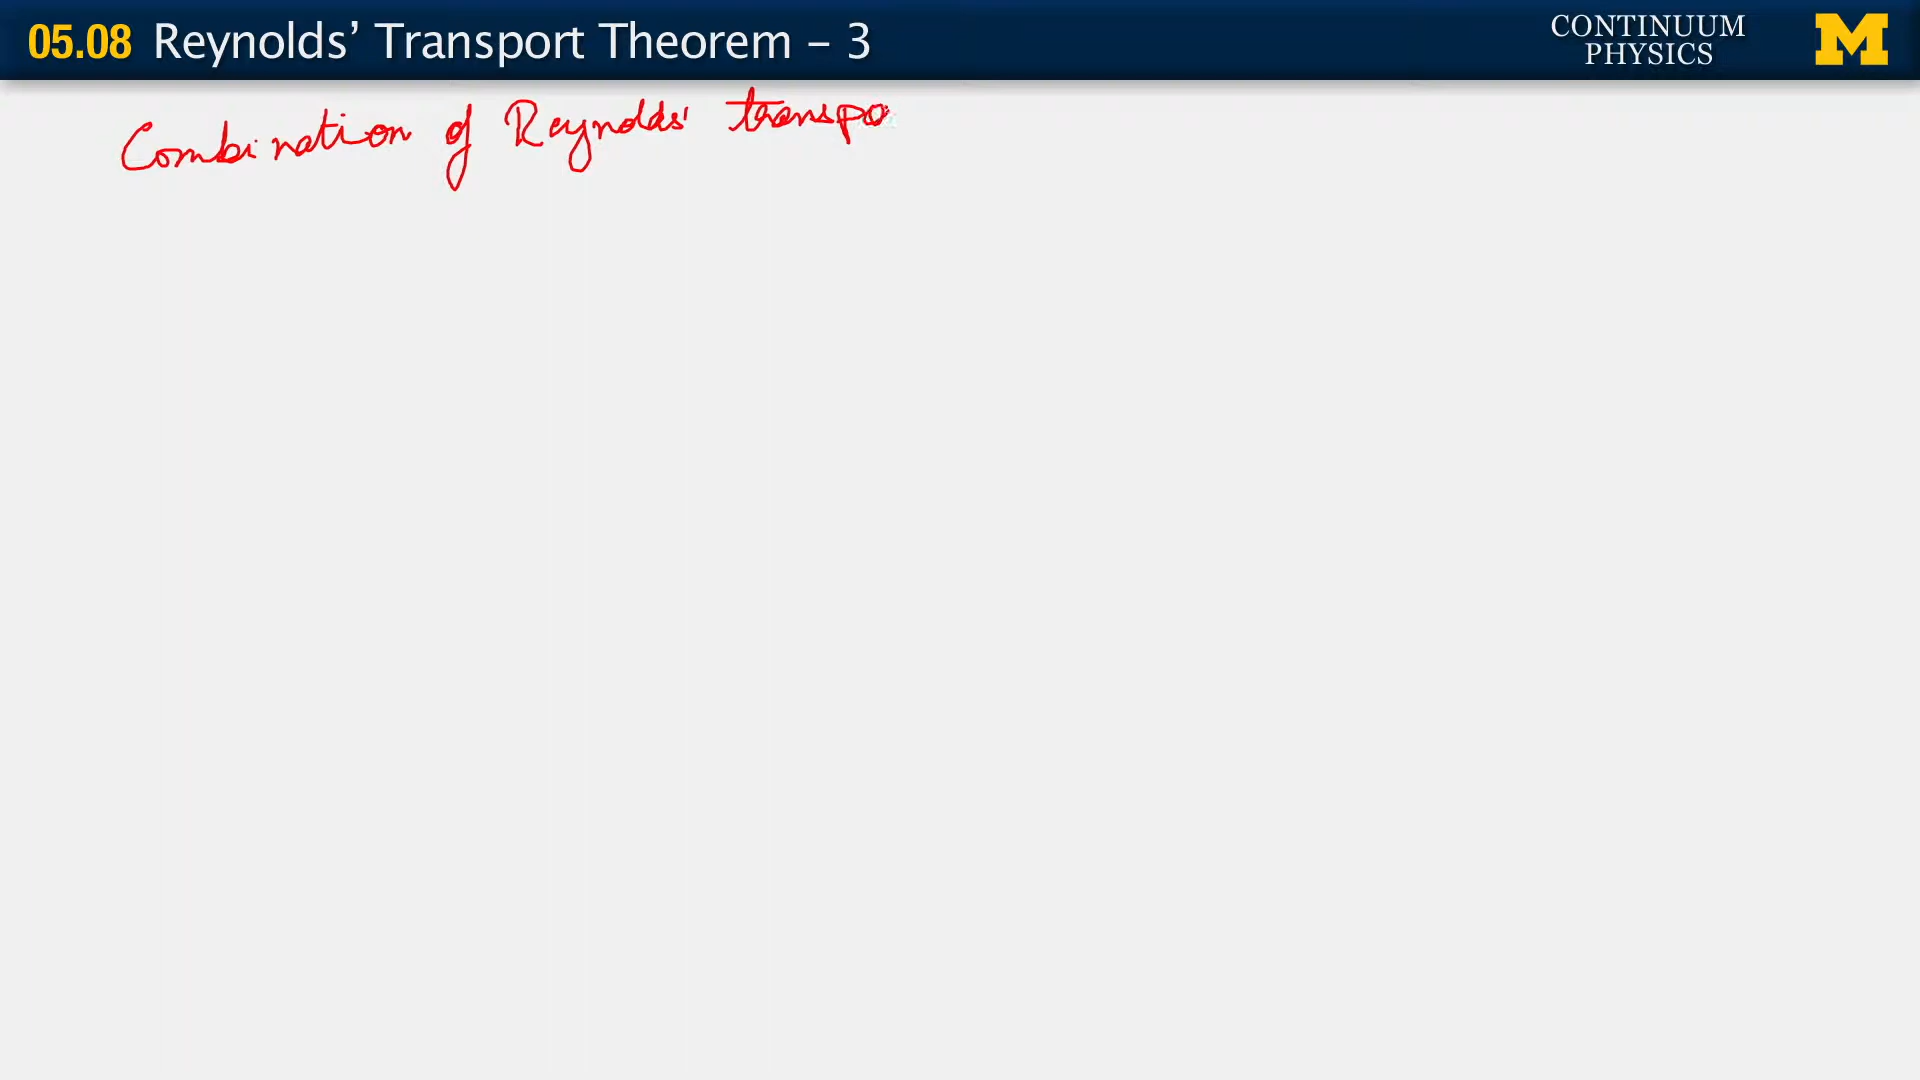 05.08 Reynolds’ Transport Theorem – 3
CONTINUUM
PHYSICS
M
Combination of Reynolds' transpo